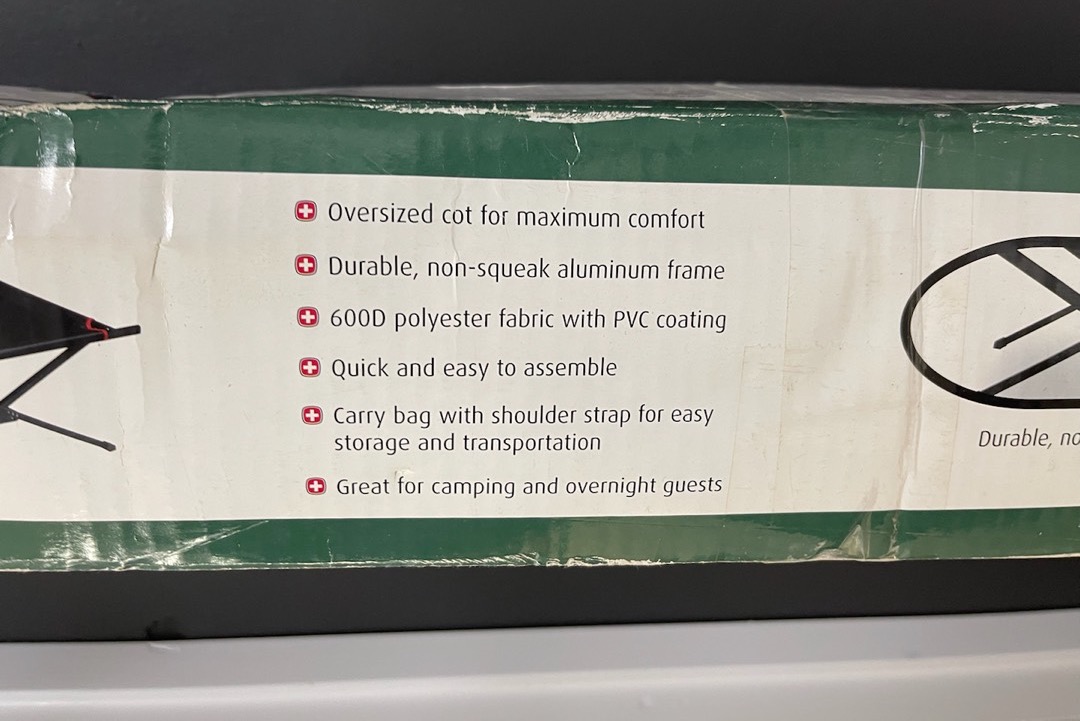 Oversized cot for maximum comfort
Durable, non-squeak aluminum frame
600D polyester fabric with PVC coating
Quick and easy to assemble
Carry bag with shoulder strap for easy
storage and transportation
Great for camping and overnight guests
Durable,